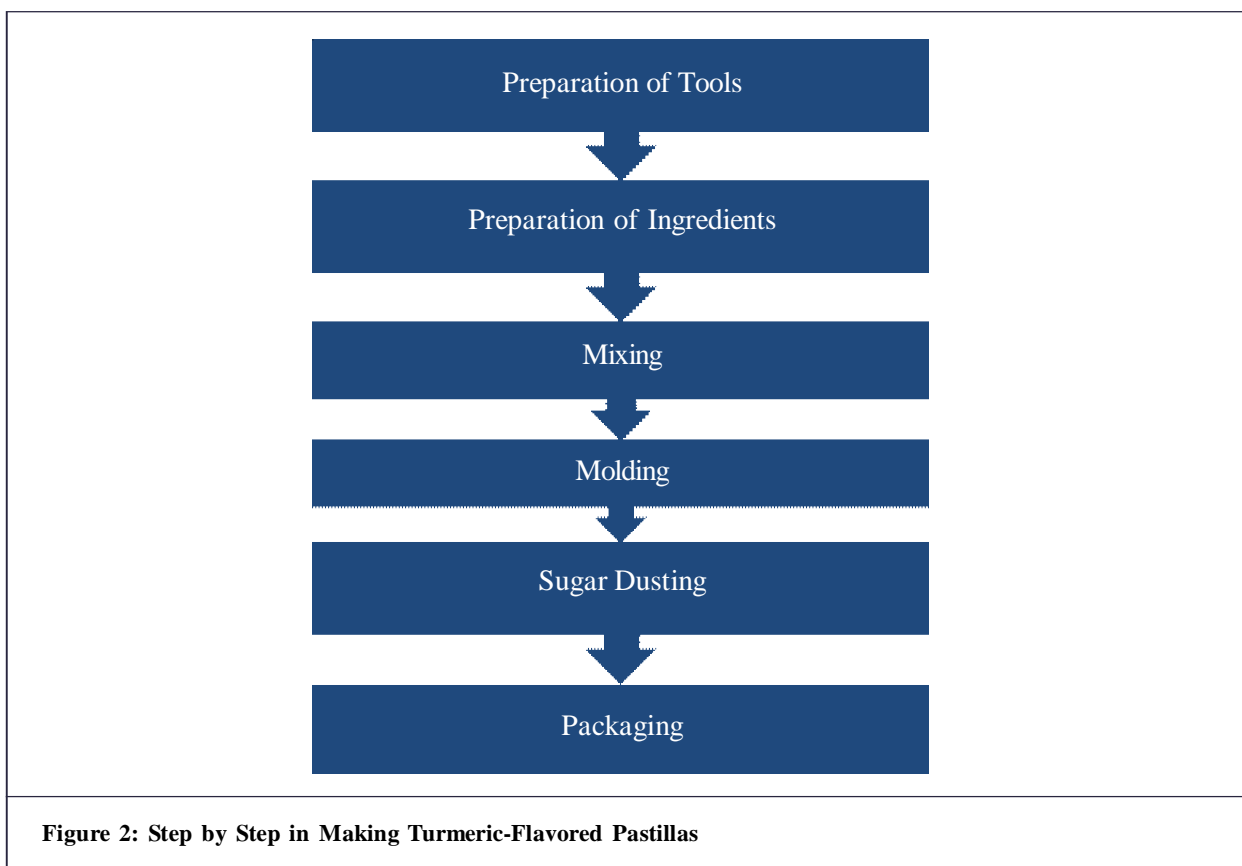 Preparation of Tools
Preparation of Ingredients
Mixing
Molding
Sugar Dusting
Packaging
Figure 2: Step by Step in Making Turmeric-Flavored Pastillas